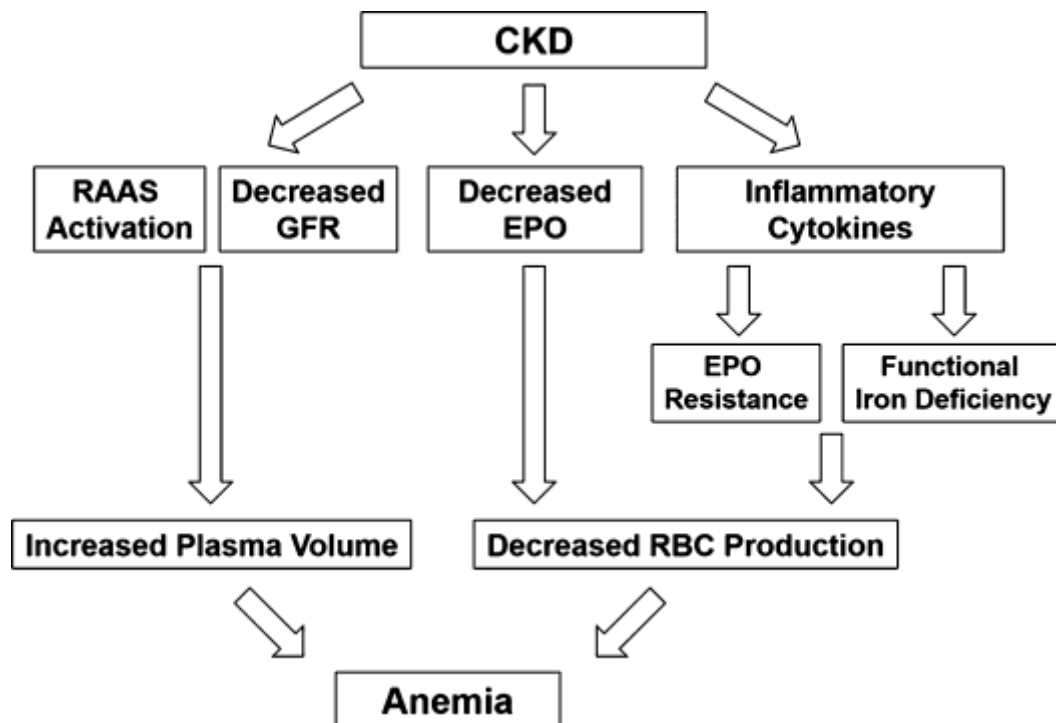 CKD
RAAS
Activation
Decreased
GFR
Decreased
EPO
Inflammatory
Cytokines
EPO
Resistance
Functional
Iron Deficiency
Increased Plasma Volume
Decreased RBC Production
Anemia